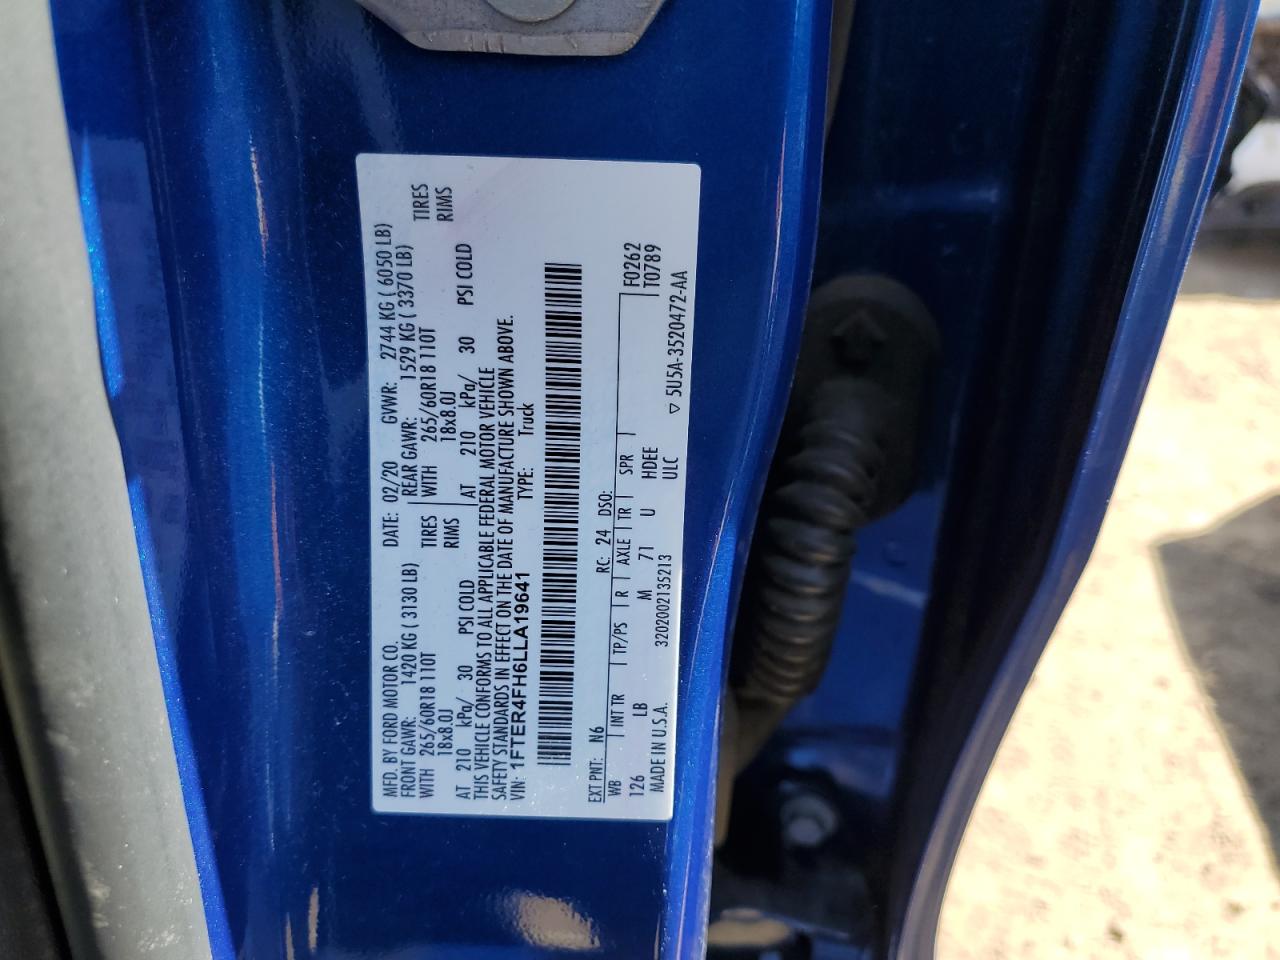 MFD. BY FORD MOTOR CO. DATE: 02/20 GVWR: 2744 KG ( 6050 LB)
FRONT GAWR: 1420 KG ( 3130 LB) REAR GAWR: 1529 KG ( 3370 LB)
WITH 265/60R18 110T TIRES WITH 265/60R18 110T TIRES
18x8.0J RIMS 18x8.0J RIMS
AT 210 kPa/ 30 PSI COLD AT 210 kPa/ 30 PSI COLD
THIS VEHICLE CONFORMS TO ALL APPLICABLE FEDERAL MOTOR VEHICLE
SAFETY STANDARDS IN EFFECT ON THE DATE OF MANUFACTURE SHOWN ABOVE.
VIN: 1FTER4FH6LLA19641 TYPE: Truck
EXT PNT: N6 RC: 24 DSO: F0262
WB INT TR TP/PS R AXLE TR SPR T0789
126 LB M 71 U HDEE
MADE IN U.S.A. 3202002135213 ULC ▽ 5U5A-3520472-AA